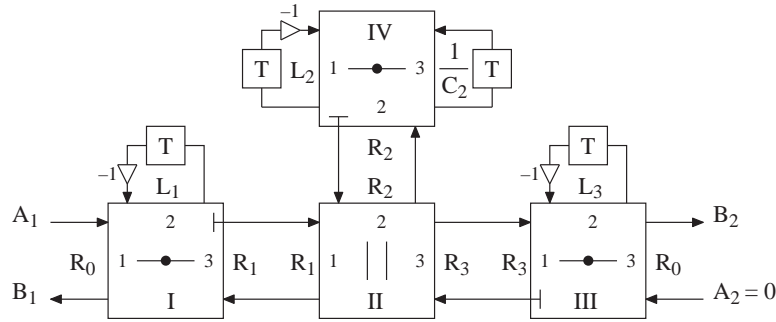 –1
IV
T
L2
1
3
1
C2
T
2
R2
T
–1
L1
T
–1
L3
R2
A1
2
2
2
B2
R0
1
3
R1
R1
1
3
R3
R3
1
3
R0
B1
I
II
III
A2 = 0